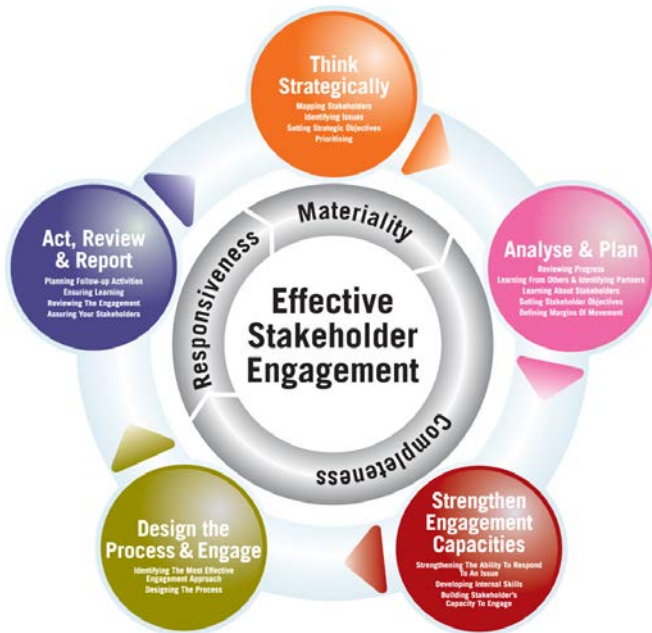 Think
Strategically
Mapping Stakeholders
Identifying Issues
Setting Strategic Objectives
Prioritising
Analyse & Plan
Reviewing Progress
Learning From Others & Identifying Partners
Learning About Stakeholders
Setting Stakeholder Objectives
Defining Margins Of Movement
Strengthen
Engagement
Capacities
Strengthening The Ability To Respond
To An Issue
Developing Internal Skills
Building Stakeholder's
Capacity To Engage
Design the
Process & Engage
Identifying The Most Effective
Engagement Approach
Designing The Process
Act, Review
& Report
Planning Follow-up Activities
Ensuring Learning
Reviewing The Engagement
Assuring Your Stakeholders
Materiality
Completeness
Responsiveness
Effective
Stakeholder
Engagement